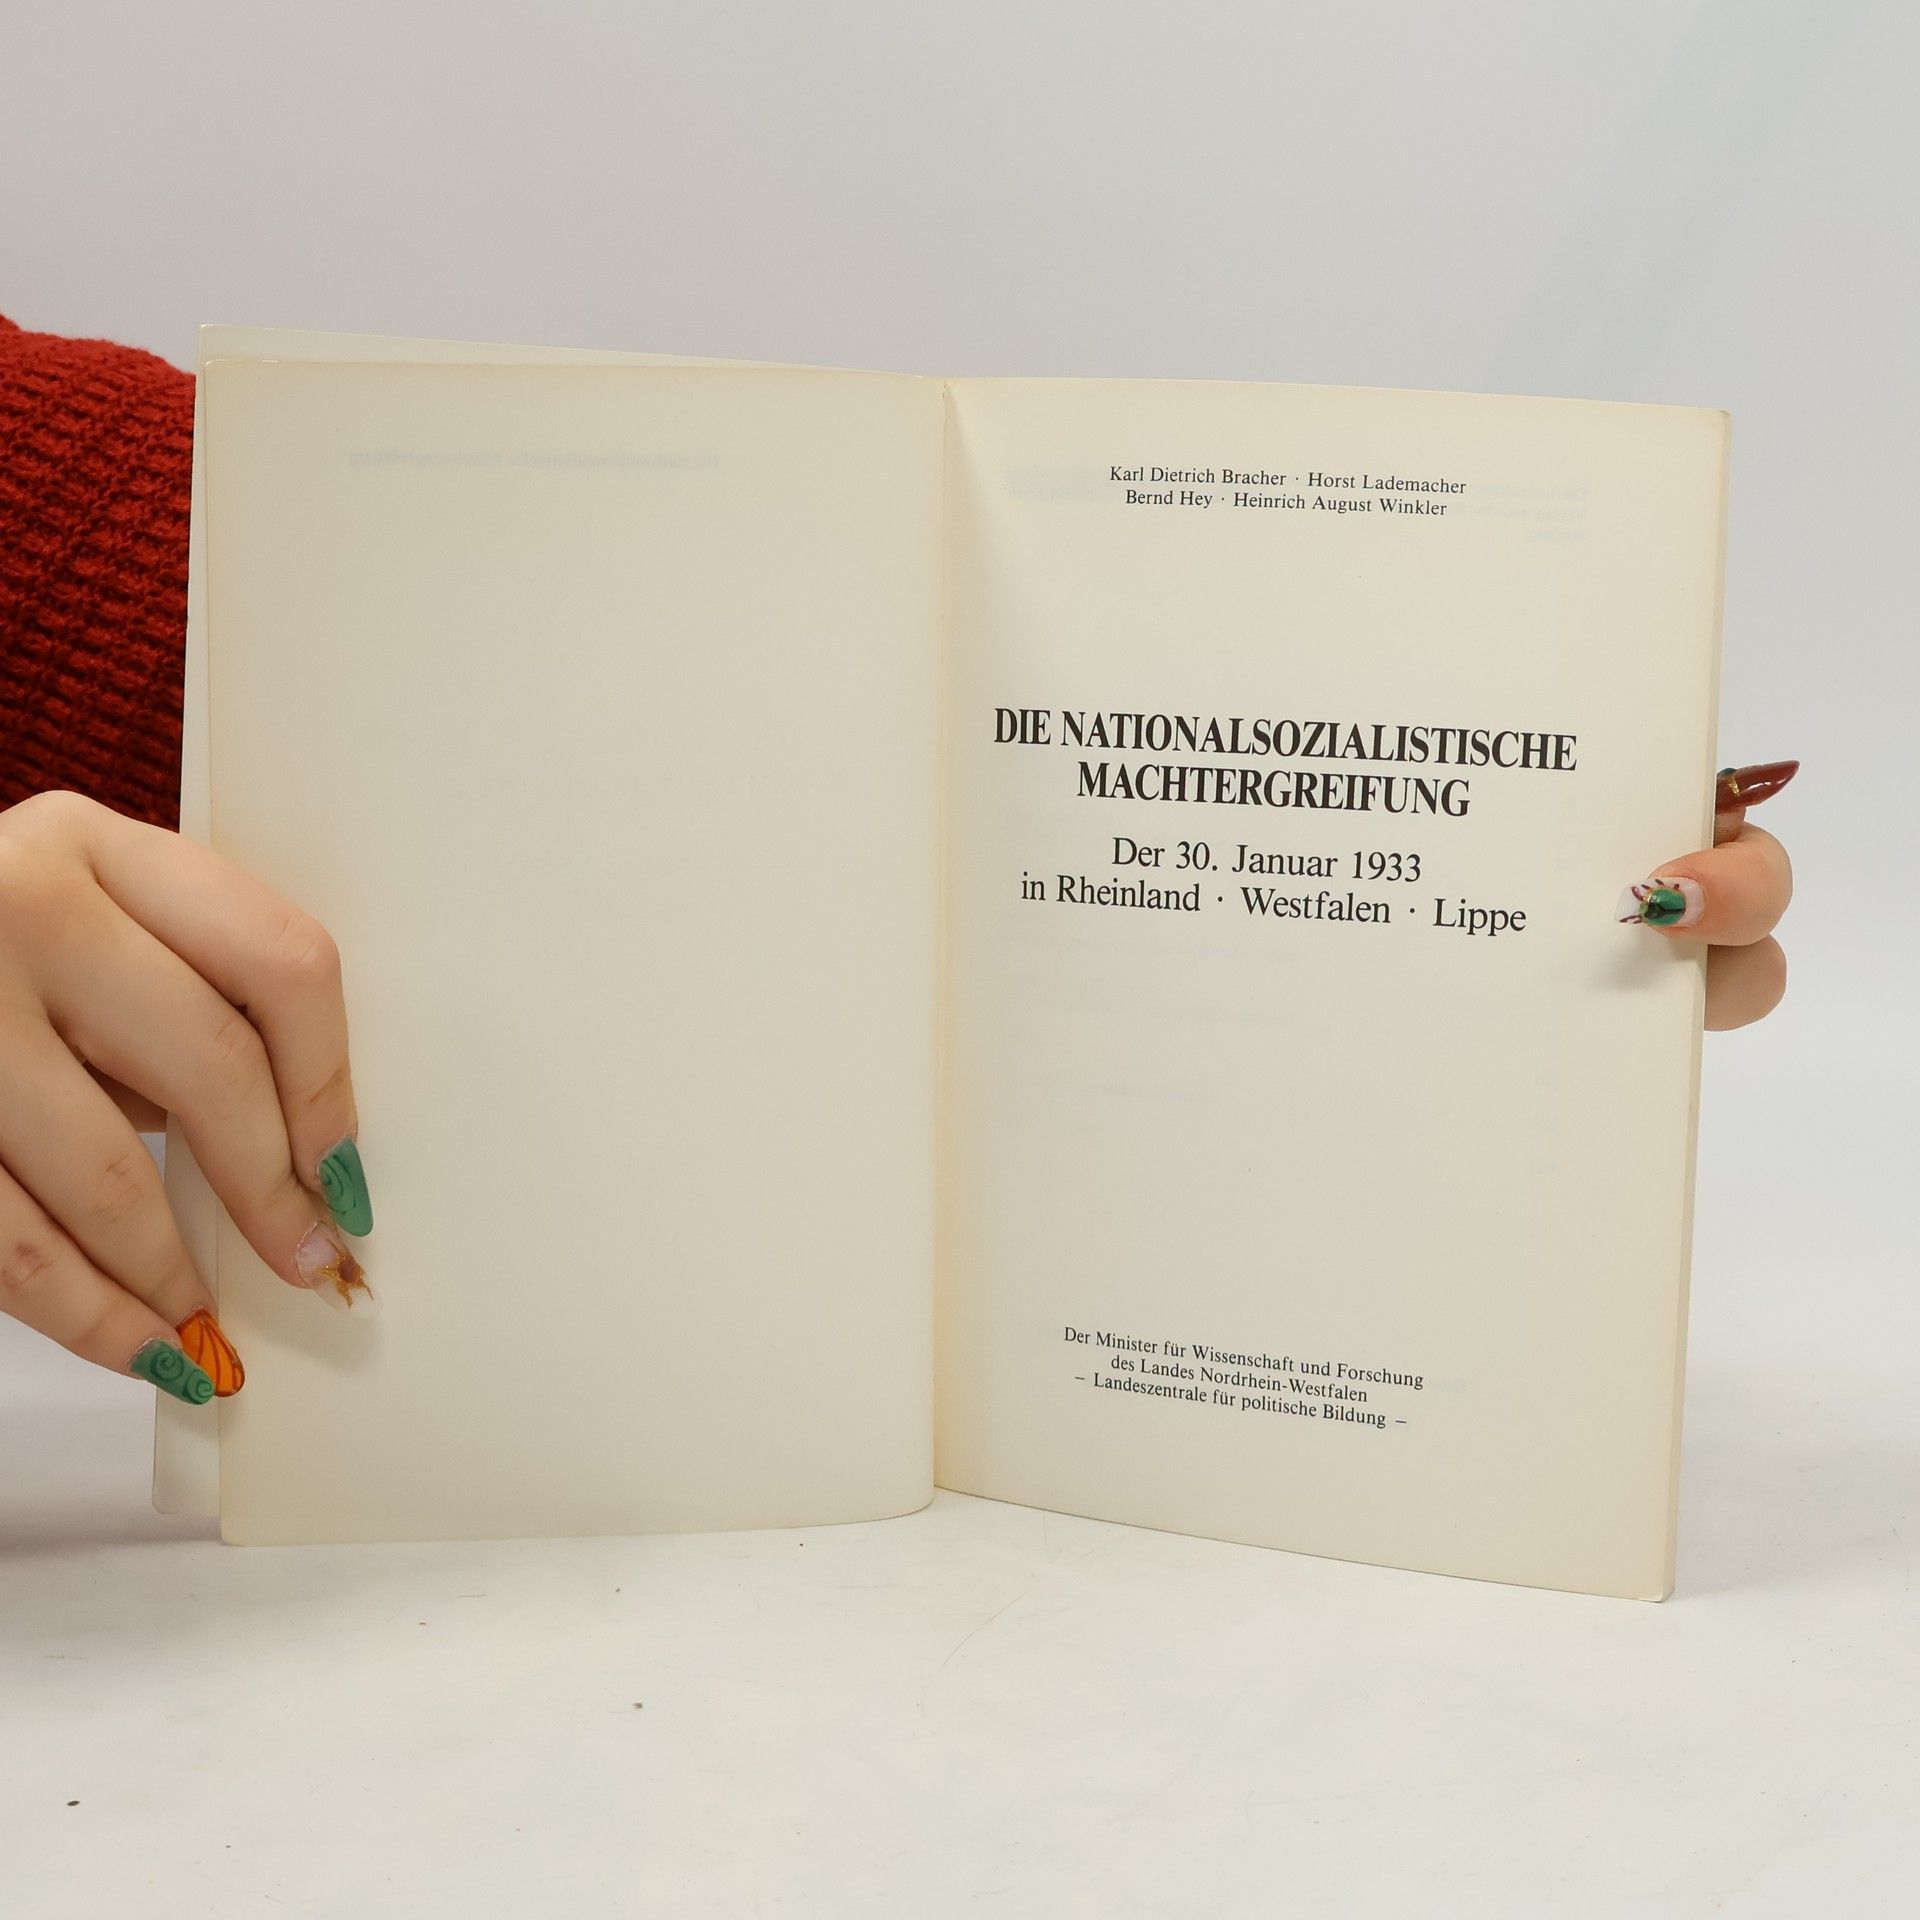 Karl Dietrich Bracher · Horst Lademacher
Bernd Hey · Heinrich August Winkler
DIE NATIONALSOZIALISTISCHE
MACHTERGREIFUNG
Der 30. Januar 1933
in Rheinland · Westfalen · Lippe
Der Minister für Wissenschaft und Forschung
des Landes Nordrhein-Westfalen
– Landeszentrale für politische Bildung –